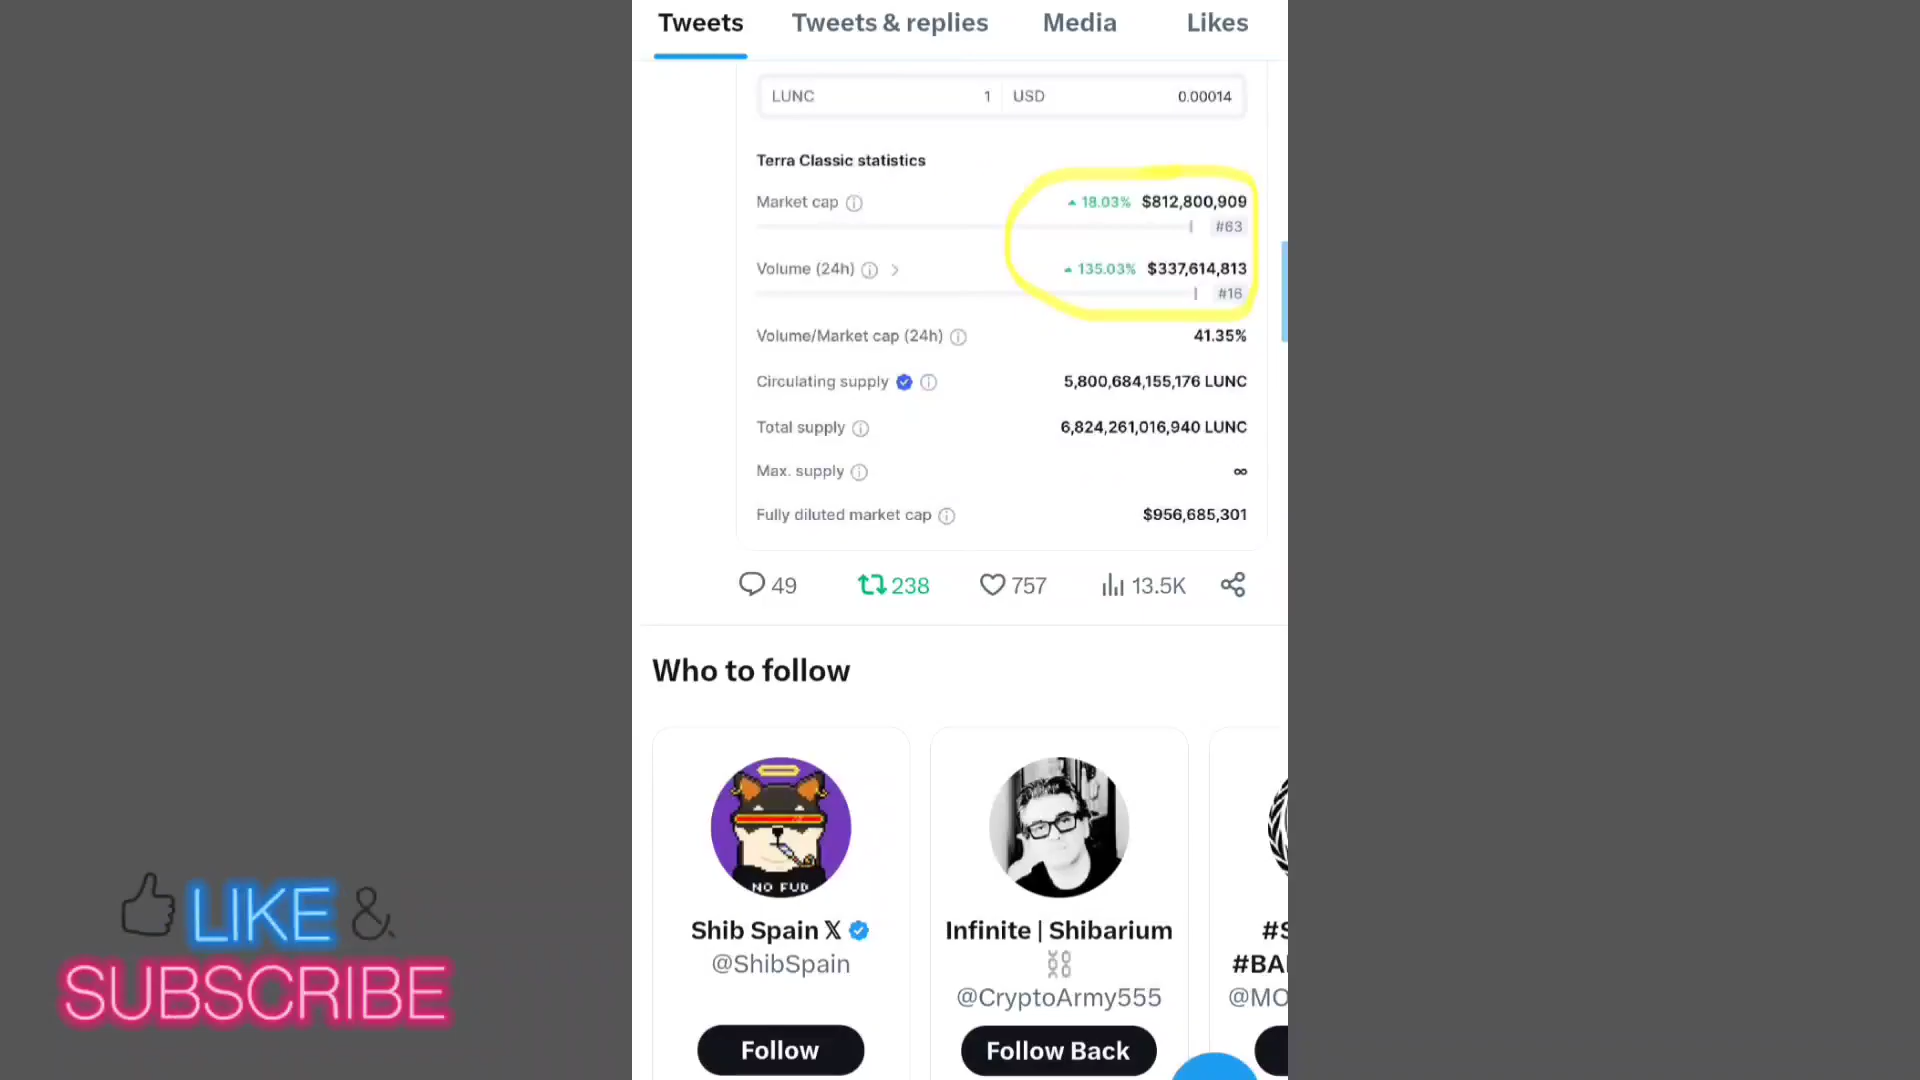 Tweets Tweets & replies Media Likes
LUNC 1 USD 0.00014
Terra Classic statistics
Market cap 18.03% $812,800,909
#63
Volume (24h) 135.03% $337,614,813
#16
Volume/Market cap (24h) 41.35%
Circulating supply 5,800,684,155,176 LUNC
Total supply 6,824,261,016,940 LUNC
Max. supply ∞
Fully diluted market cap $956,685,301
49 238 757 13.5K
Who to follow
NO FUD
Shib Spain 𝕏
@ShibSpain
Follow
Infinite | Shibarium
@CryptoArmy555
Follow Back
#S
#BA
@MO
LIKE &
SUBSCRIBE